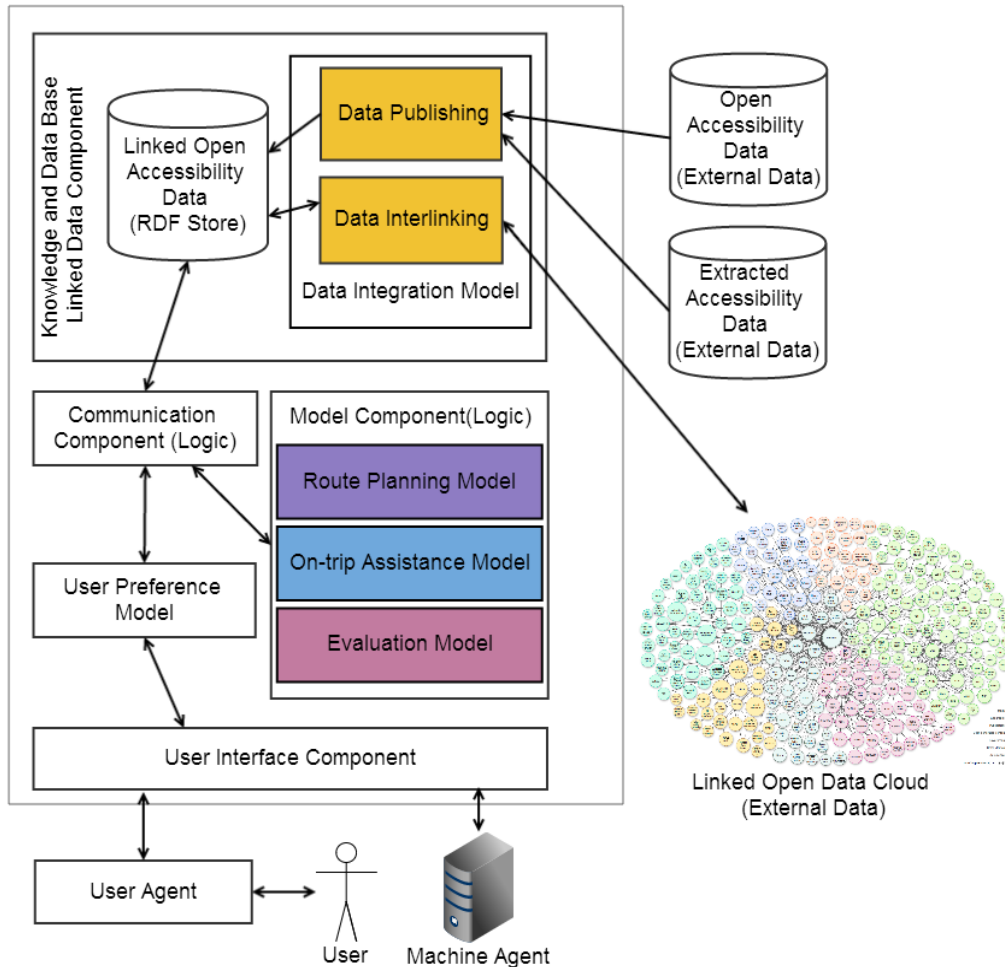 Knowledge and Data Base
Linked Data Component
Linked Open
Accessibility
Data
(RDF Store)
Data Publishing
Data Interlinking
Data Integration Model
Open
Accessibility
Data
(External Data)
Extracted
Accessibility
Data
(External Data)
Communication
Component (Logic)
Model Component(Logic)
Route Planning Model
On-trip Assistance Model
Evaluation Model
User Preference
Model
User Interface Component
Linked Open Data Cloud
(External Data)
User Agent
User
Machine Agent